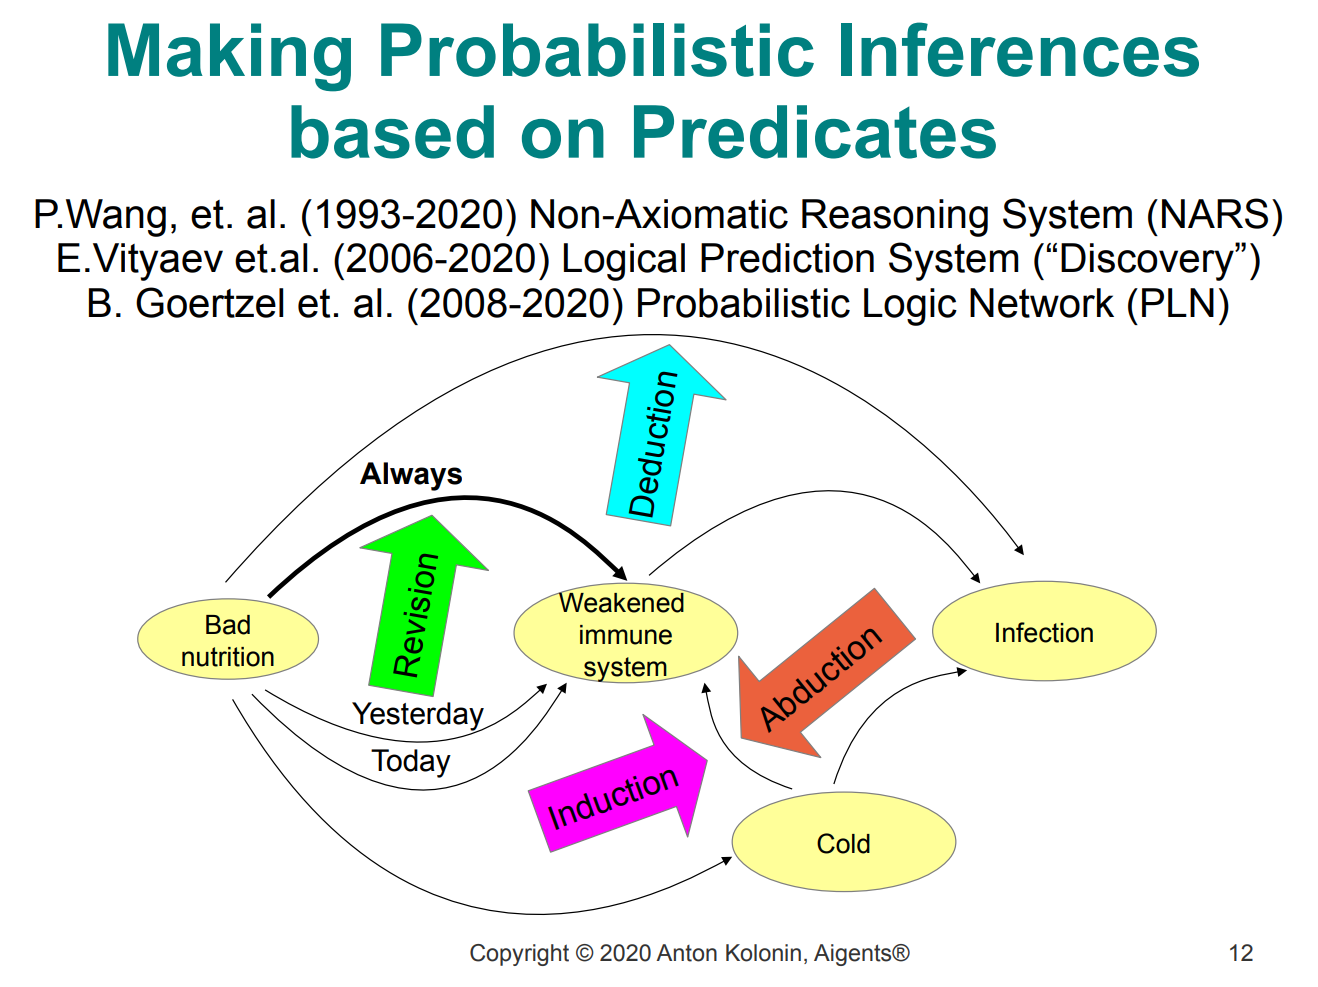 Making Probabilistic Inferences
based on Predicates
P.Wang, et. al. (1993-2020) Non-Axiomatic Reasoning System (NARS)
E.Vityaev et.al. (2006-2020) Logical Prediction System (“Discovery”)
B. Goertzel et. al. (2008-2020) Probabilistic Logic Network (PLN)
Deduction
Always
Revision
Bad
nutrition
Weakened
immune
system
Infection
Abduction
Yesterday
Today
Induction
Cold
Copyright © 2020 Anton Kolonin, Aigents®
12